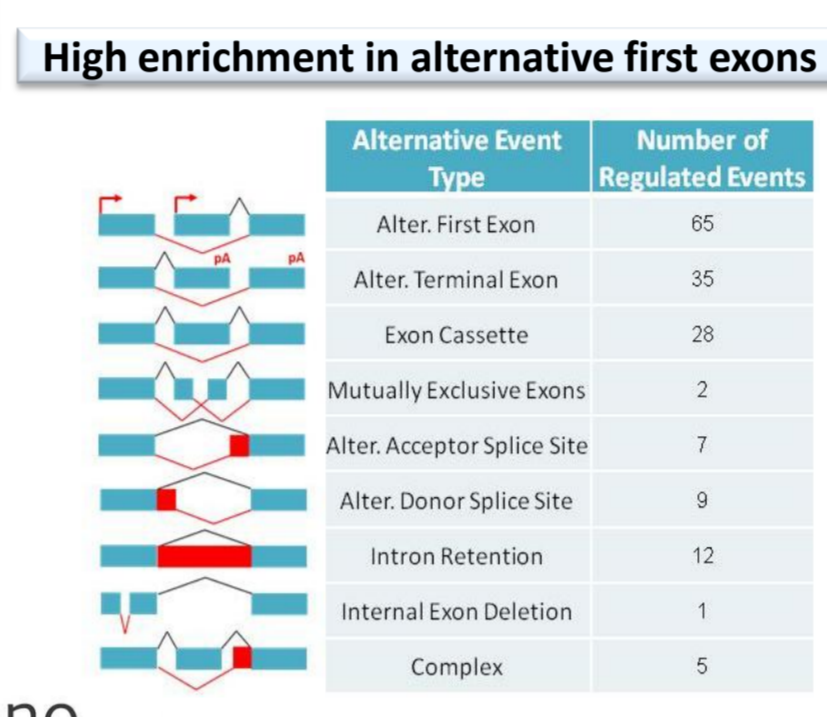 High enrichment in alternative first exons
Alternative Event Type Number of Regulated Events
Alter. First Exon 65
pA pA
Alter. Terminal Exon 35
Exon Cassette 28
Mutually Exclusive Exons 2
Alter. Acceptor Splice Site 7
Alter. Donor Splice Site 9
Intron Retention 12
Internal Exon Deletion 1
Complex 5